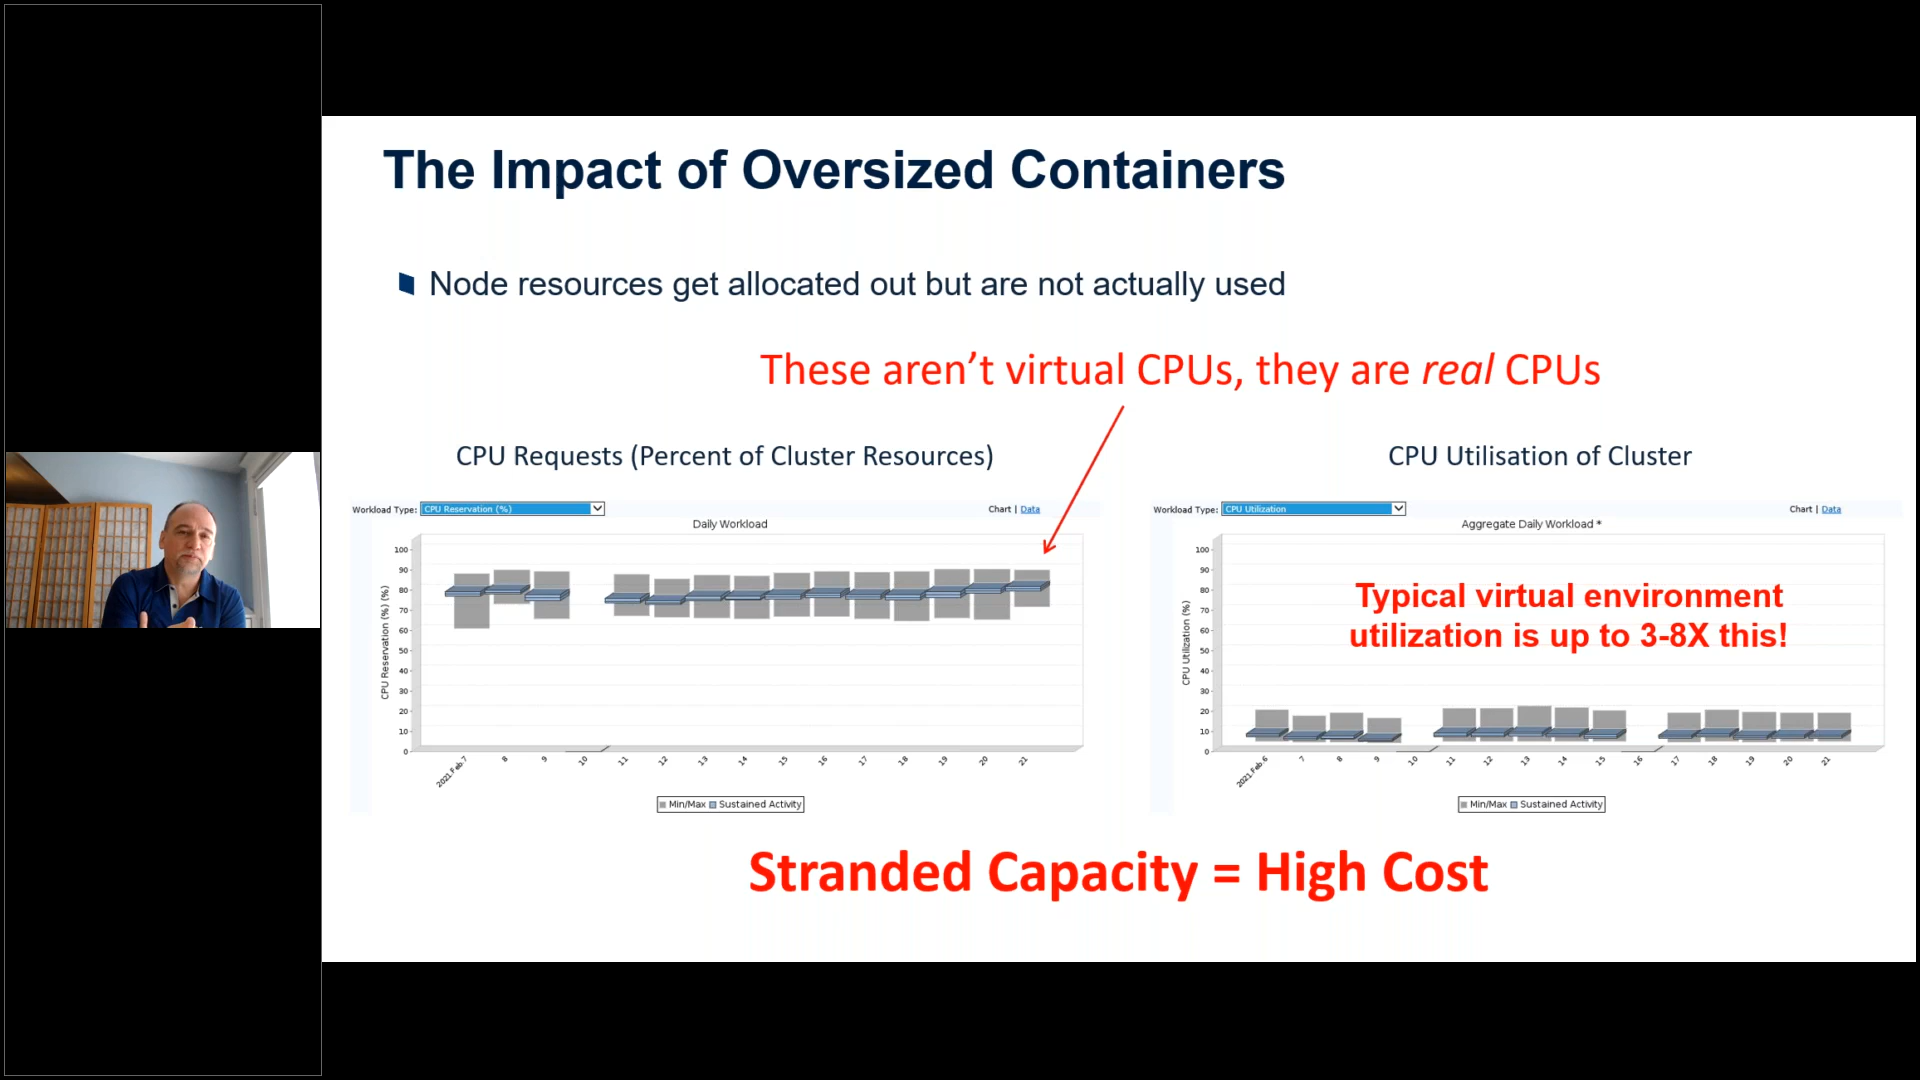 The Impact of Oversized Containers
Node resources get allocated out but are not actually used
These aren't virtual CPUs, they are real CPUs
CPU Requests (Percent of Cluster Resources)
Workload Type: CPU Reservation (%)
Chart | Data
Daily Workload
CPU Reservation (%) (%)
100
90
80
70
60
50
40
30
20
10
0
2021 Feb 7
8
9
10
11
12
13
14
15
16
17
18
19
20
21
Min/Max Sustained Activity
CPU Utilisation of Cluster
Workload Type: CPU Utilization
Chart | Data
Aggregate Daily Workload *
Typical virtual environment
utilization is up to 3-8X this!
CPU Utilization (%)
100
90
80
70
60
50
40
30
20
10
0
2021 Feb 6
7
8
9
10
11
12
13
14
15
16
17
18
19
20
21
Min/Max Sustained Activity
Stranded Capacity = High Cost